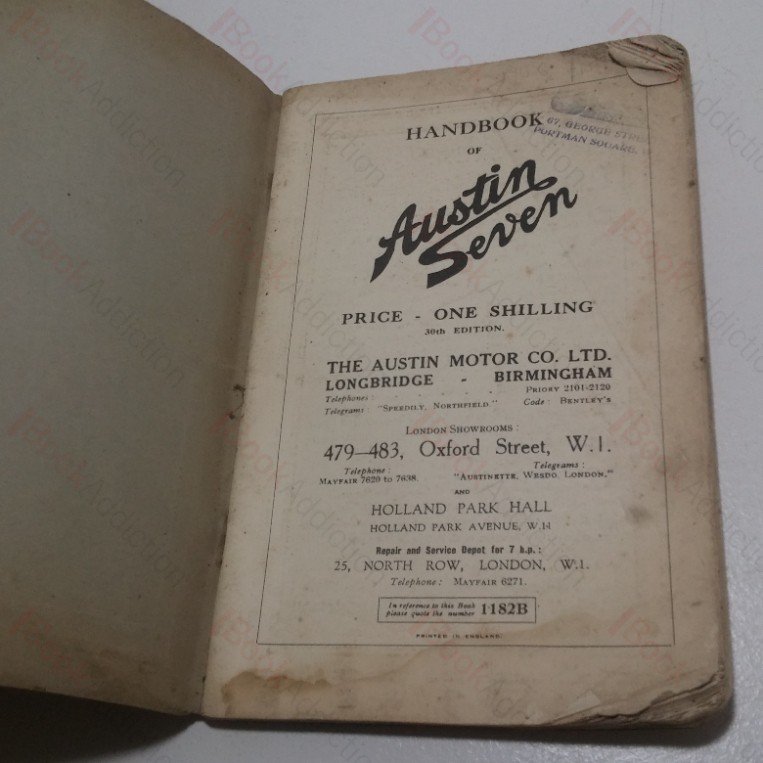 HANDBOOK
OF
Austin
Seven
67, GEORGE STRE
PORTMAN SQUARE.
PRICE - ONE SHILLING
30th EDITION.
THE AUSTIN MOTOR CO. LTD.
LONGBRIDGE - BIRMINGHAM
Telephones: . . . . PRIORY 2101-2120
Telegrams: "SPEEDILY, NORTHFIELD." Code: BENTLEY'S
LONDON SHOWROOMS:
479–483, Oxford Street, W.1.
Telephone: Telegrams:
MAYFAIR 7620 to 7638. "AUSTINETTE, WESDO, LONDON."
AND
HOLLAND PARK HALL
HOLLAND PARK AVENUE, W.11
Repair and Service Depot for 7 h.p.:
25, NORTH ROW, LONDON, W.1.
Telephone: MAYFAIR 6271.
In reference to this Book
please quote the number 1182B
PRINTED IN ENGLAND.
Book Addiction